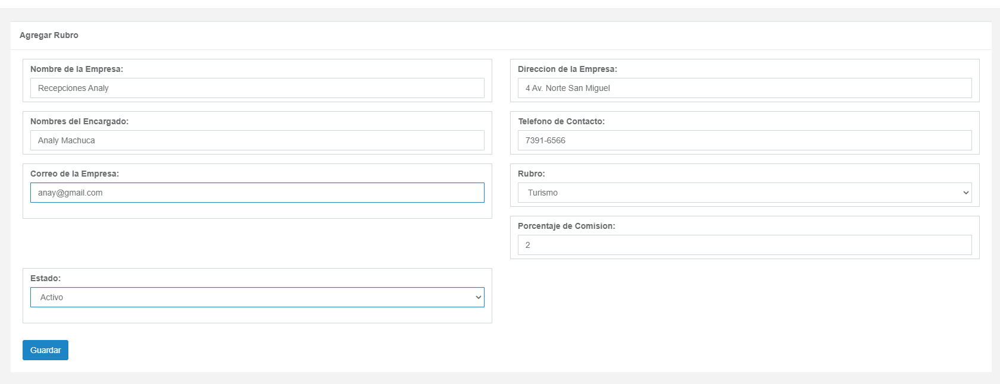 Agregar Rubro
Nombre de la Empresa:
Recepciones Analy
Direccion de la Empresa:
4 Av. Norte San Miguel
Nombres del Encargado:
Analy Machuca
Telefono de Contacto:
7391-6566
Correo de la Empresa:
anay@gmail.com
Rubro:
Turismo
Porcentaje de Comision:
2
Estado:
Activo
Guardar